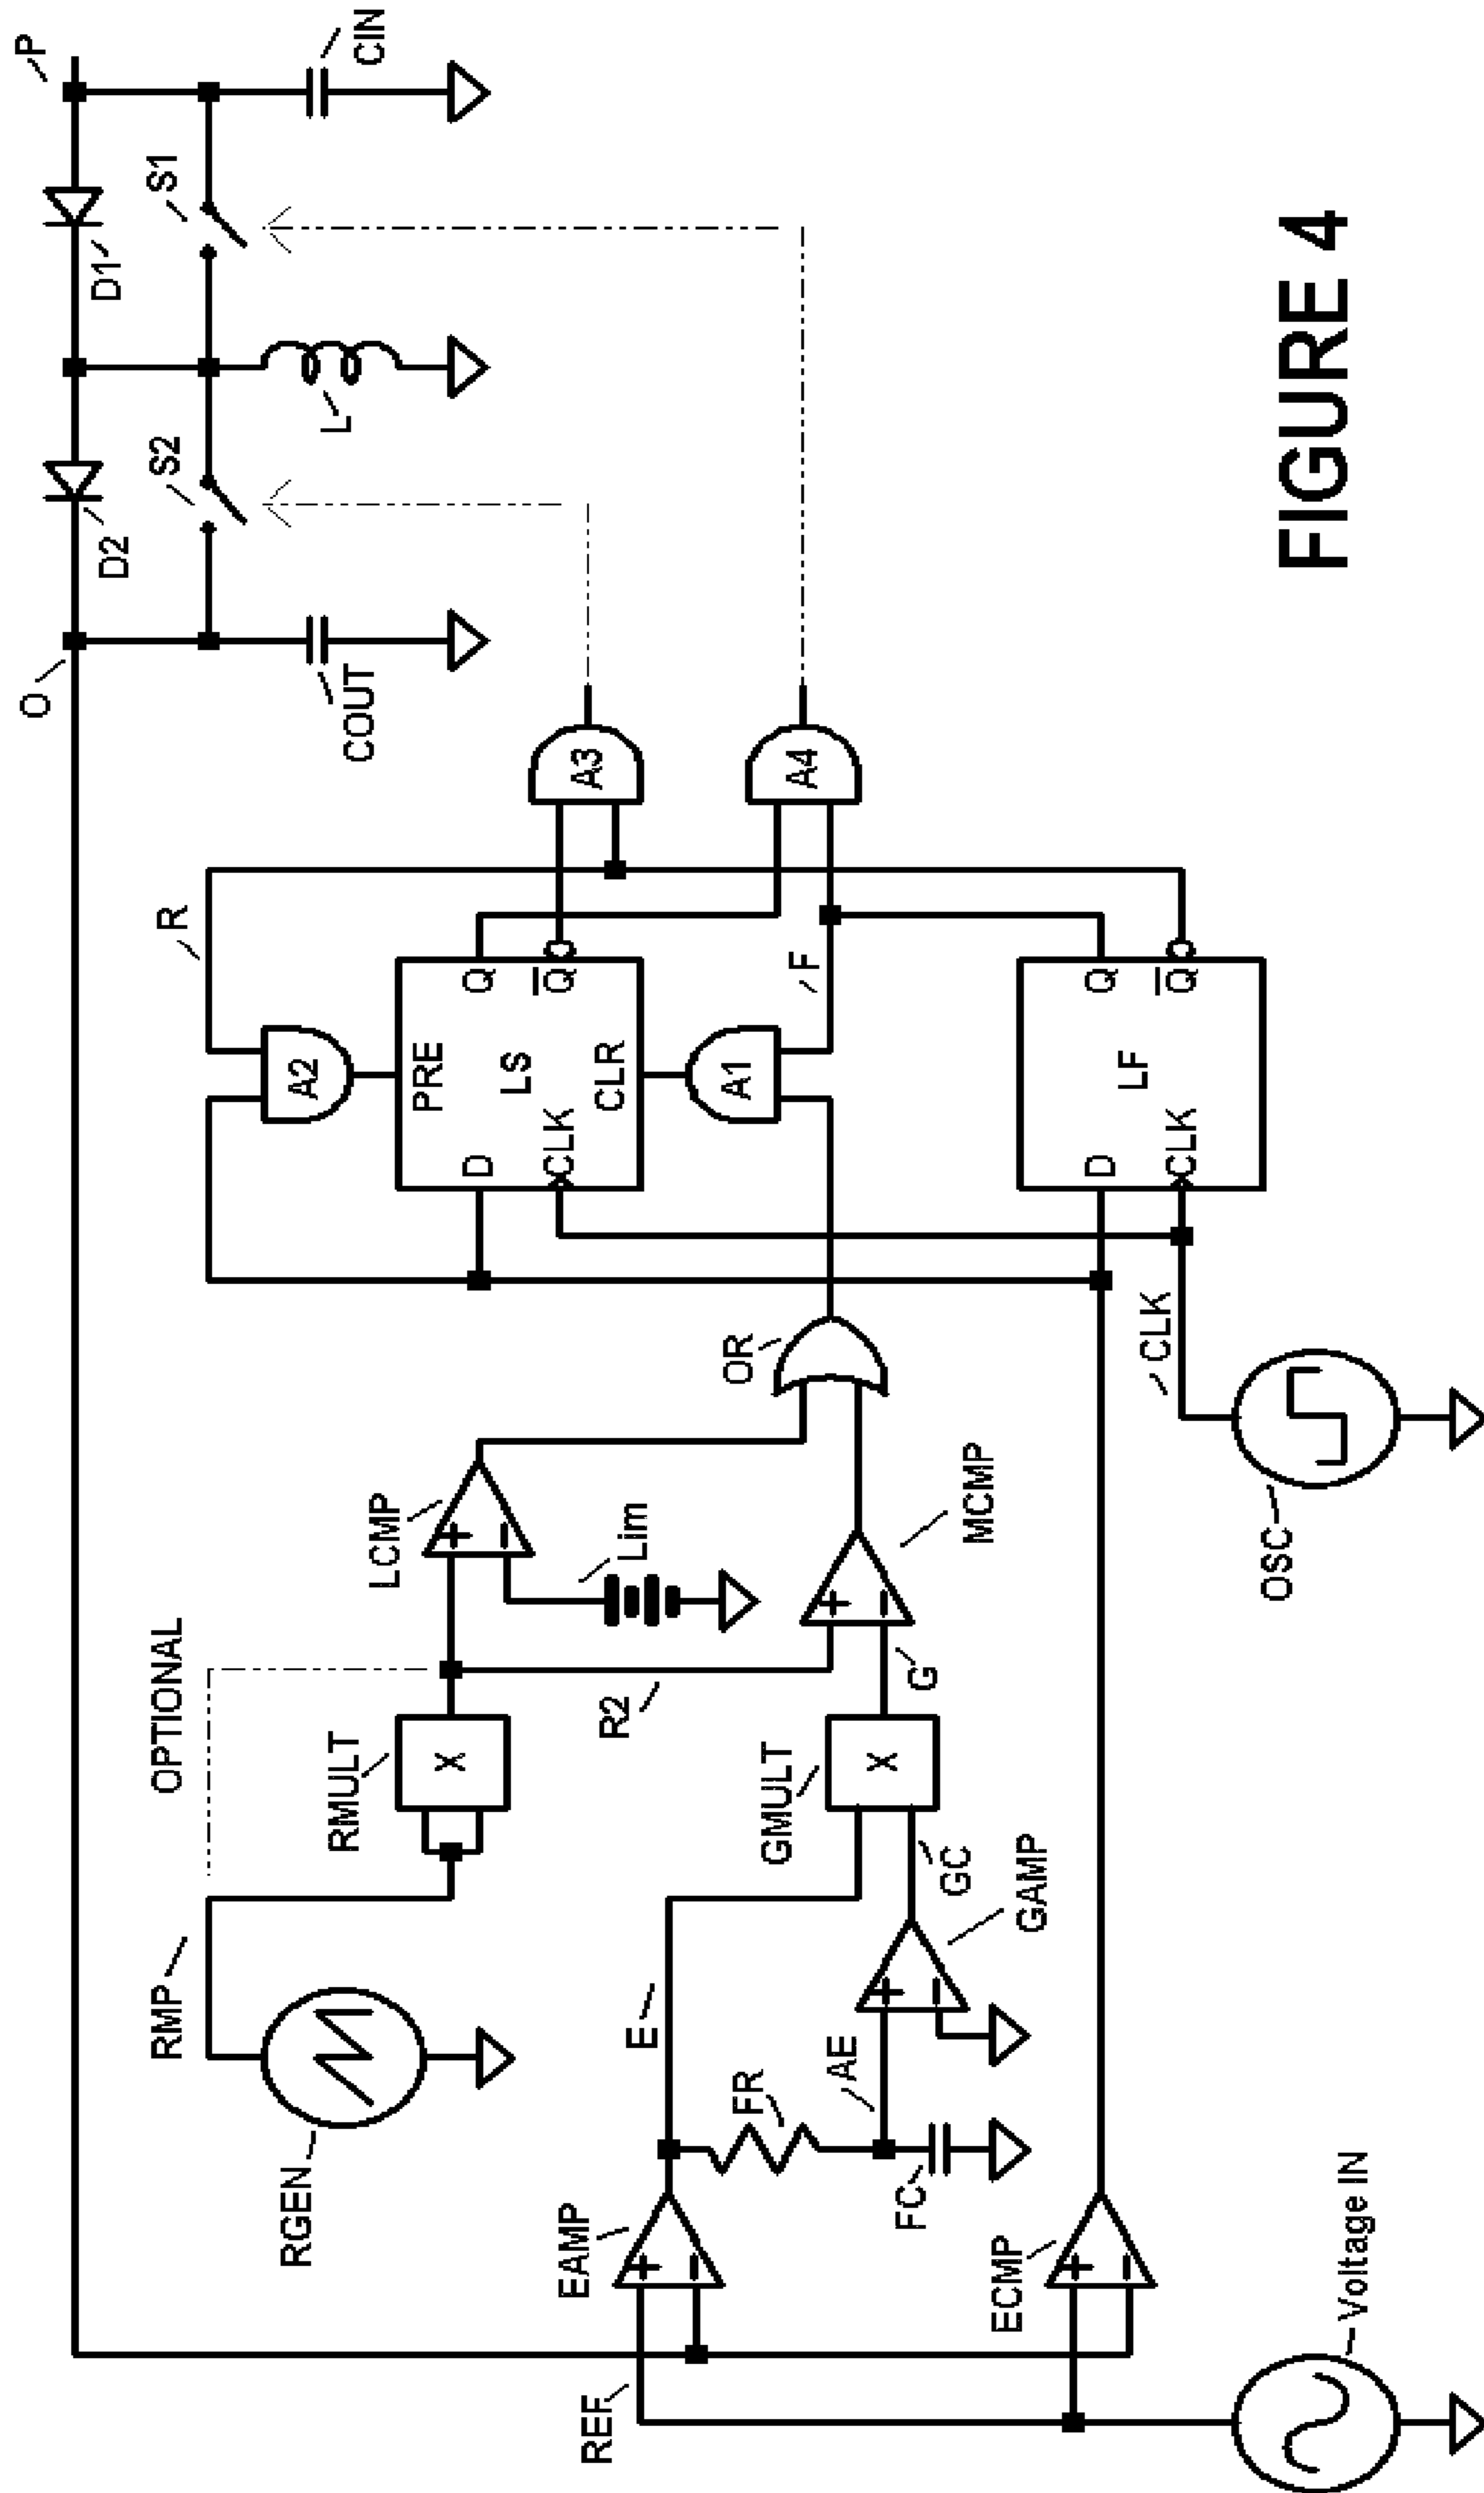 P
O
D2
D1
S2
S1
L
COUT
CIN
R
A3
A4
A2
PRE
LS
CLR
D
CLK
Q
Q
A1
F
LF
D
CLK
Q
Q
OPTIONAL
RMP
RGEN
RMULT
X
LCMP
+
−
Lim
R2
OR
E
EAMP
+
−
FR
AE
FC
GMULT
X
GC
GAMP
+
−
G
MCMP
+
−
REF
ECMP
+
−
Voltage IN
CLK
OSC
FIGURE 4